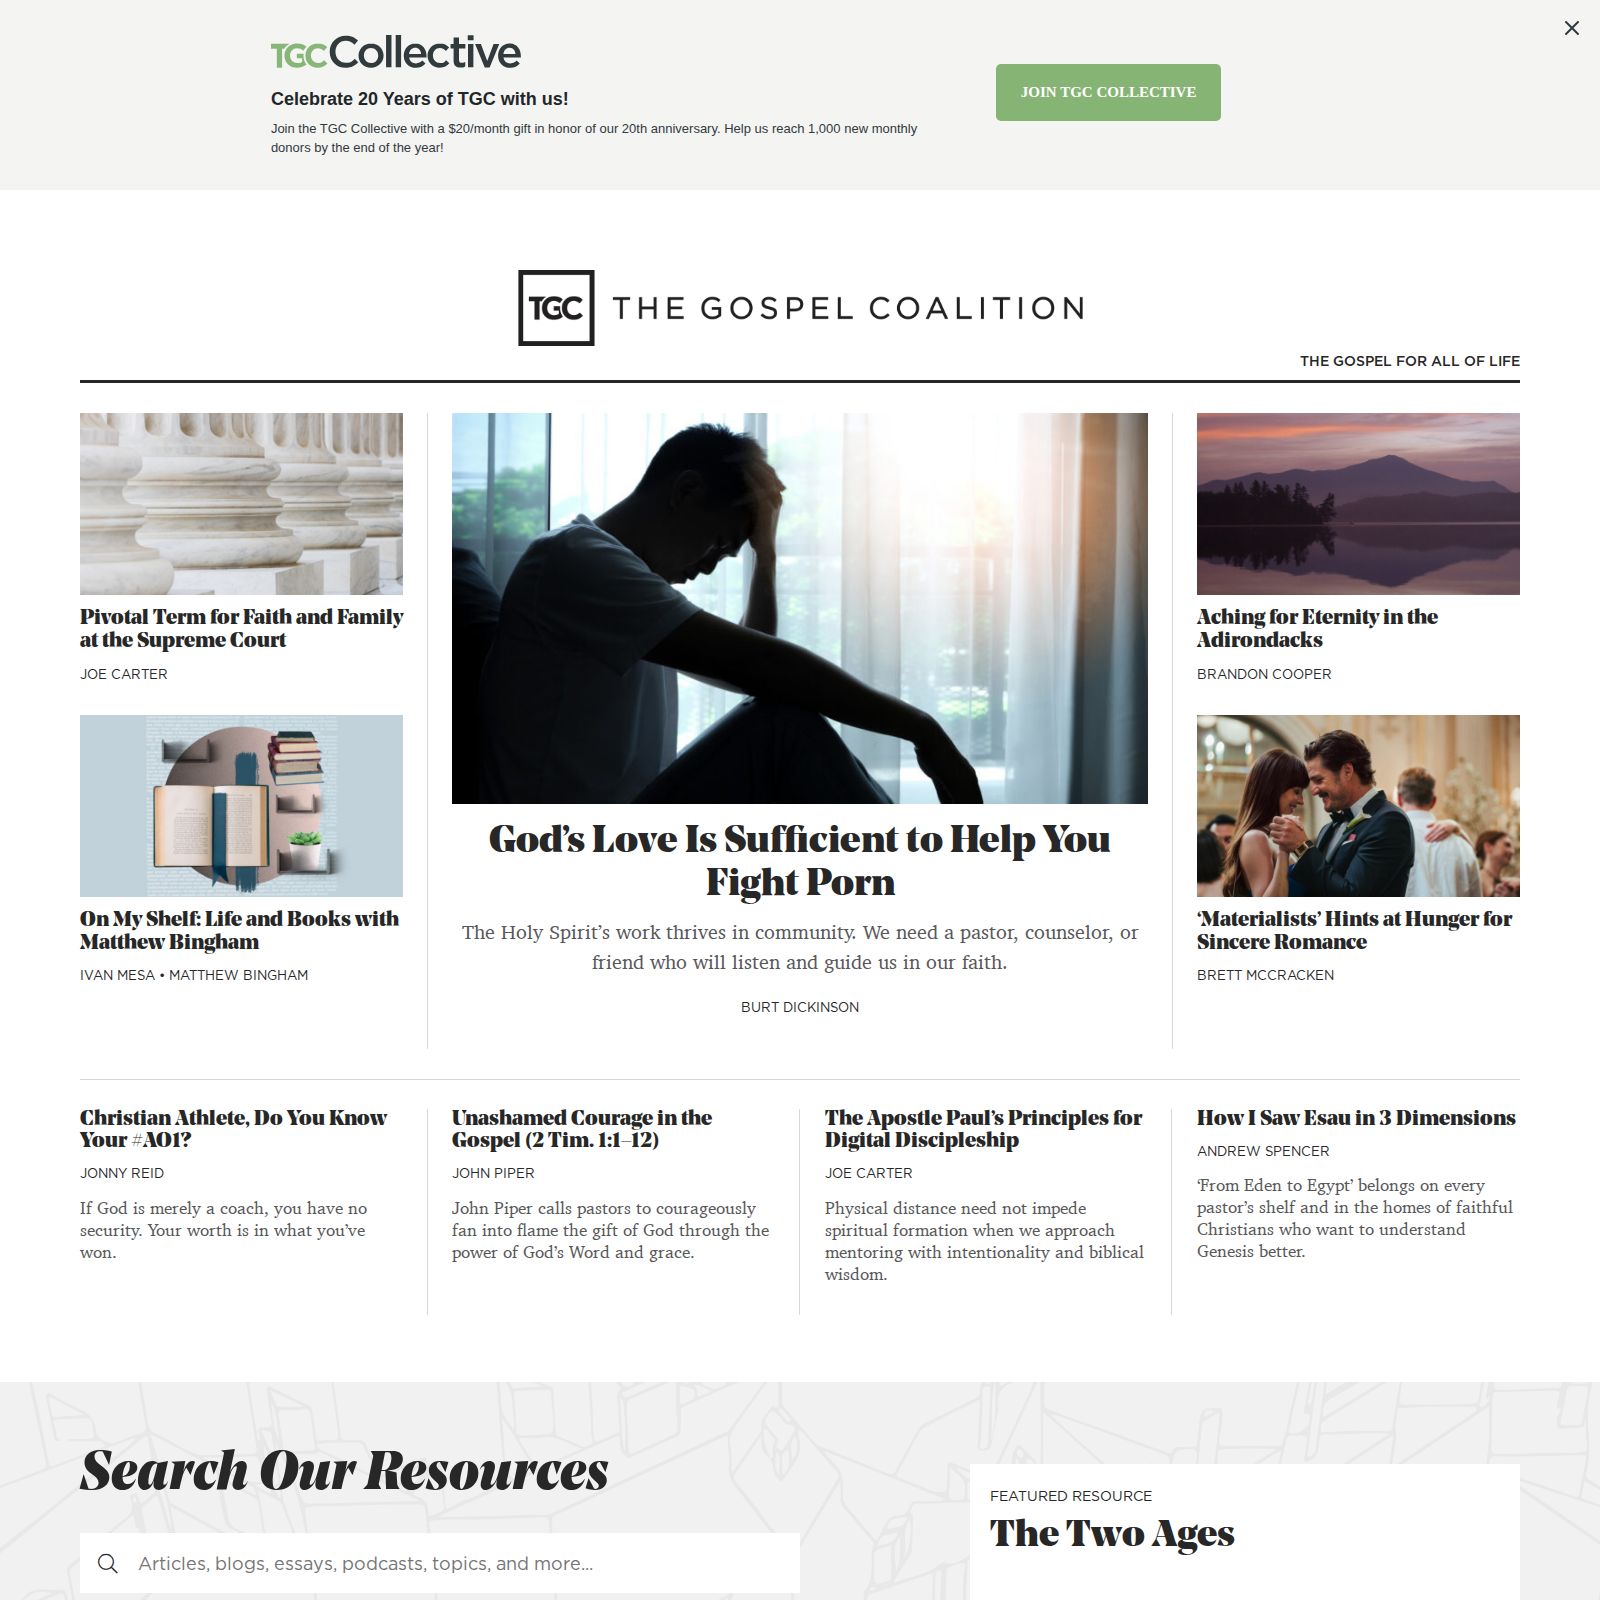 TGC Collective
Celebrate 20 Years of TGC with us!
Join the TGC Collective with a $20/month gift in honor of our 20th anniversary. Help us reach 1,000 new monthly
donors by the end of the year!
JOIN TGC COLLECTIVE
TGC THE GOSPEL COALITION
THE GOSPEL FOR ALL OF LIFE
Pivotal Term for Faith and Family
at the Supreme Court
JOE CARTER
On My Shelf: Life and Books with
Matthew Bingham
IVAN MESA • MATTHEW BINGHAM
God’s Love Is Sufficient to Help You
Fight Porn
The Holy Spirit’s work thrives in community. We need a pastor, counselor, or
friend who will listen and guide us in our faith.
BURT DICKINSON
Aching for Eternity in the
Adirondacks
BRANDON COOPER
‘Materialists’ Hints at Hunger for
Sincere Romance
BRETT MCCRACKEN
Christian Athlete, Do You Know
Your #AO1?
JONNY REID
If God is merely a coach, you have no
security. Your worth is in what you’ve
won.
Unashamed Courage in the
Gospel (2 Tim. 1:1–12)
JOHN PIPER
John Piper calls pastors to courageously
fan into flame the gift of God through the
power of God’s Word and grace.
The Apostle Paul’s Principles for
Digital Discipleship
JOE CARTER
Physical distance need not impede
spiritual formation when we approach
mentoring with intentionality and biblical
wisdom.
How I Saw Esau in 3 Dimensions
ANDREW SPENCER
‘From Eden to Egypt’ belongs on every
pastor’s shelf and in the homes of faithful
Christians who want to understand
Genesis better.
Search Our Resources
Articles, blogs, essays, podcasts, topics, and more...
FEATURED RESOURCE
The Two Ages